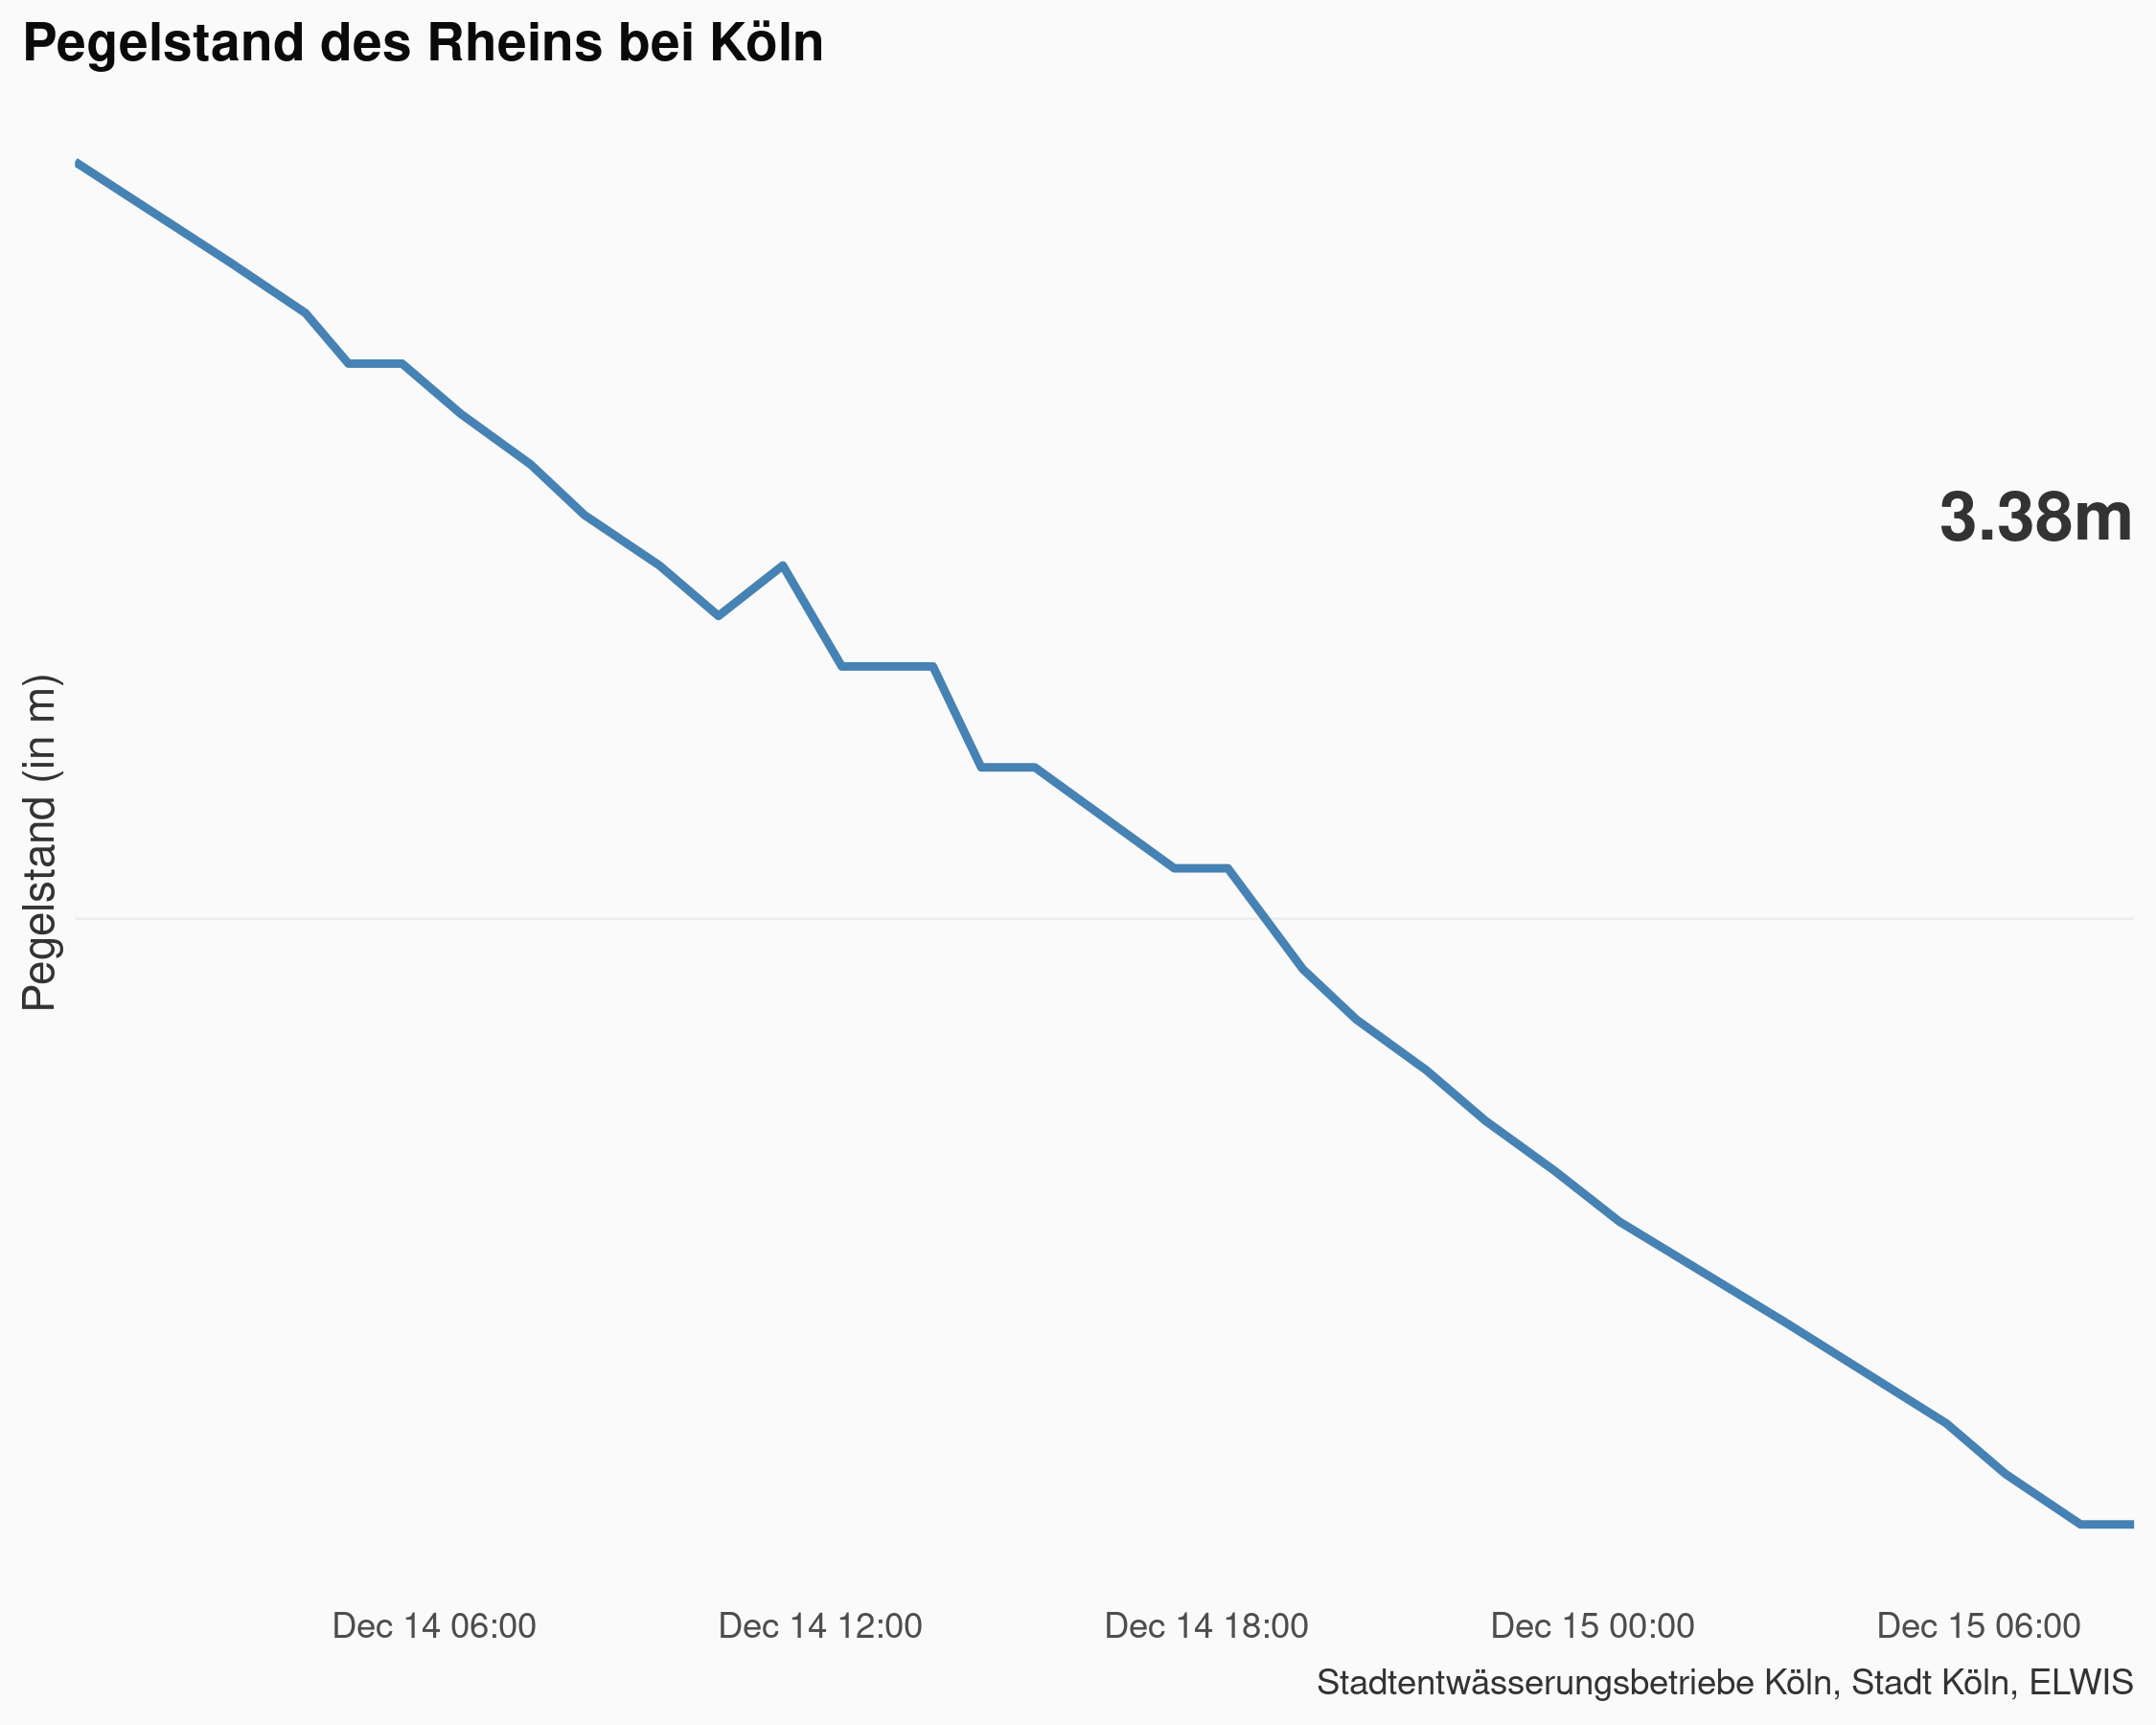 Pegelstand des Rheins bei Köln
3.38m
Pegelstand (in m)
Dec 14 06:00
Dec 14 12:00
Dec 14 18:00
Dec 15 00:00
Dec 15 06:00
Stadtentwässerungsbetriebe Köln, Stadt Köln, ELWIS